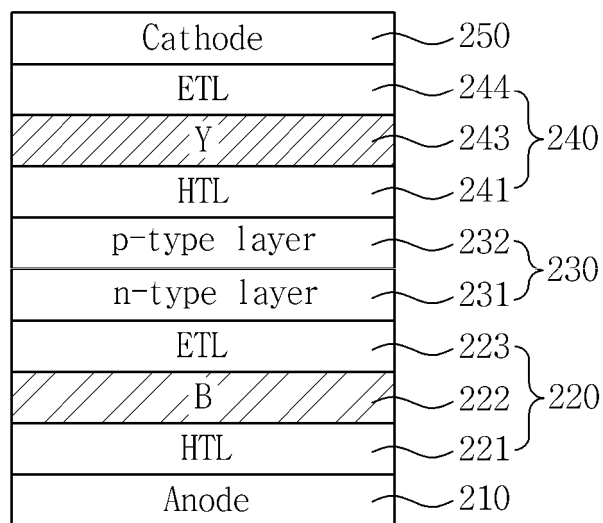 Cathode 250
ETL 244
Y 243 240
HTL 241
p-type layer 232
230
n-type layer 231
ETL 223
B 222 220
HTL 221
Anode 210